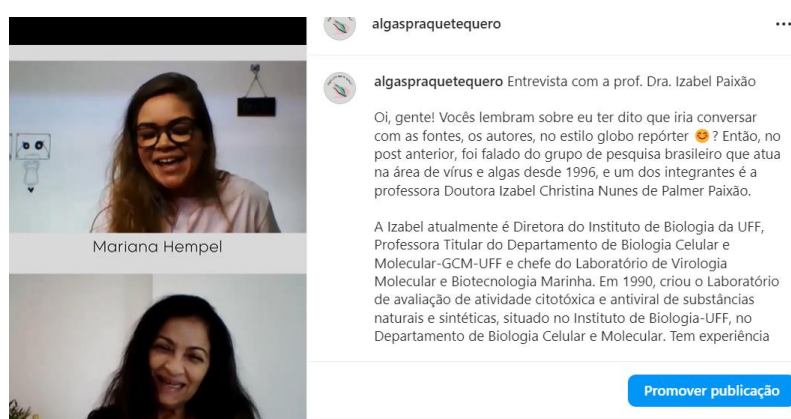 algaspraquetequero
...
Mariana Hempel
algaspraquetequero Entrevista com a prof. Dra. Izabel Paixão
Oi, gente! Vocês lembram sobre eu ter dito que iria conversar
com as fontes, os autores, no estilo globo repórter 😊 ? Então, no
post anterior, foi falado do grupo de pesquisa brasileiro que atua
na área de vírus e algas desde 1996, e um dos integrantes é a
professora Doutora Izabel Christina Nunes de Palmer Paixão.
A Izabel atualmente é Diretora do Instituto de Biologia da UFF,
Professora Titular do Departamento de Biologia Celular e
Molecular-GCM-UFF e chefe do Laboratório de Virologia
Molecular e Biotecnologia Marinha. Em 1990, criou o Laboratório
de avaliação de atividade citotóxica e antiviral de substâncias
naturais e sintéticas, situado no Instituto de Biologia-UFF, no
Departamento de Biologia Celular e Molecular. Tem experiência
Promover publicação